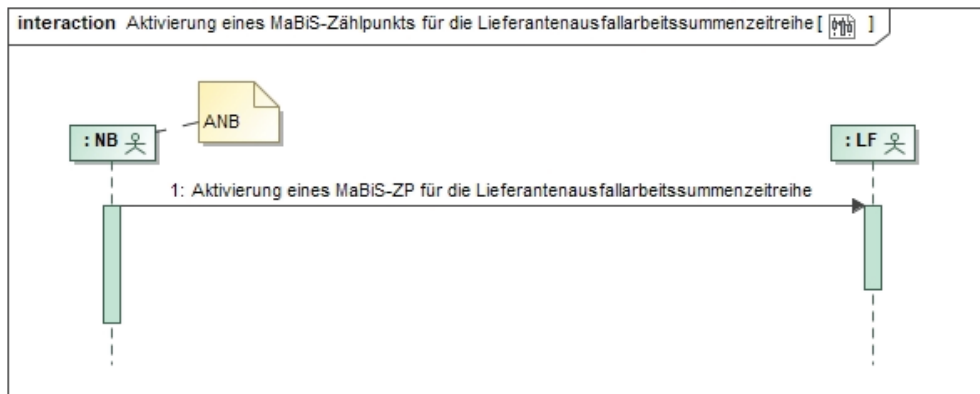 interaction Aktivierung eines MaBiS-Zählpunkts für die Lieferantenausfallarbeitssummenzeitreihe [ ]
ANB
: NB
: LF
1: Aktivierung eines MaBiS-ZP für die Lieferantenausfallarbeitssummenzeitreihe